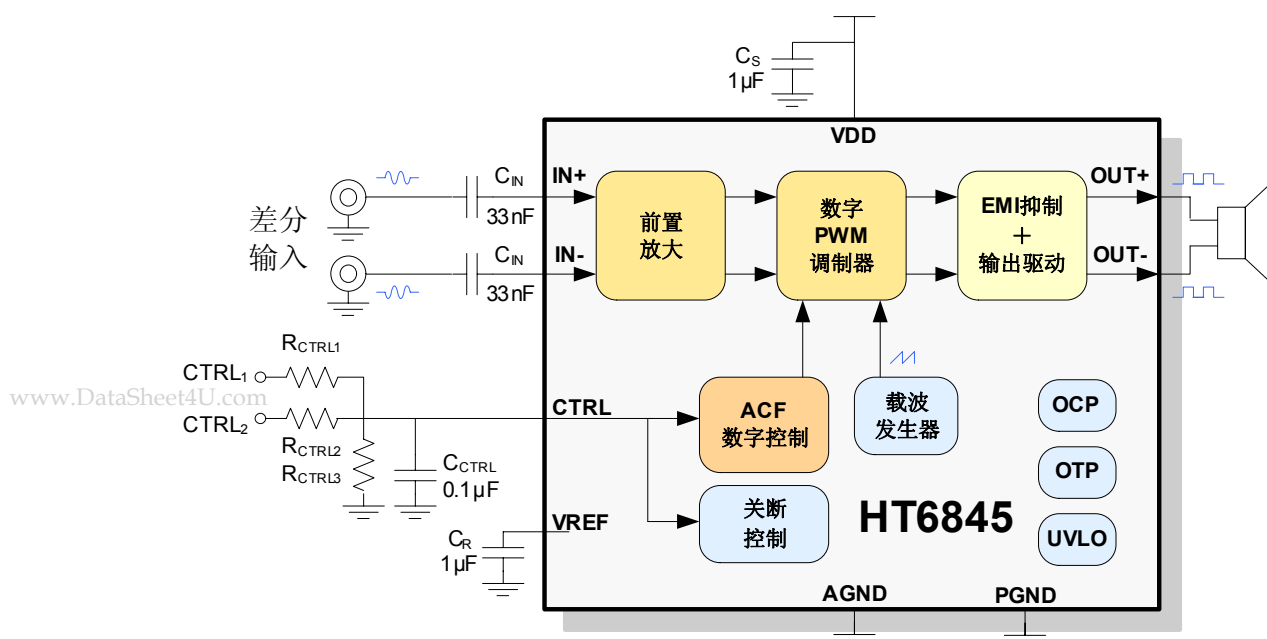 CS
1µF
VDD
CIN
IN+
33nF
差分
输入
CIN
IN-
33nF
前置
放大
数字
PWM
调制器
EMI抑制
＋
输出驱动
OUT+
OUT-
RCTRL1
CTRL1
www.DataSheet4U.com
CTRL2
RCTRL2
RCTRL3
CCTRL
0.1µF
CTRL
ACF
数字控制
载波
发生器
OCP
OTP
UVLO
关断
控制
HT6845
VREF
CR
1µF
AGND
PGND